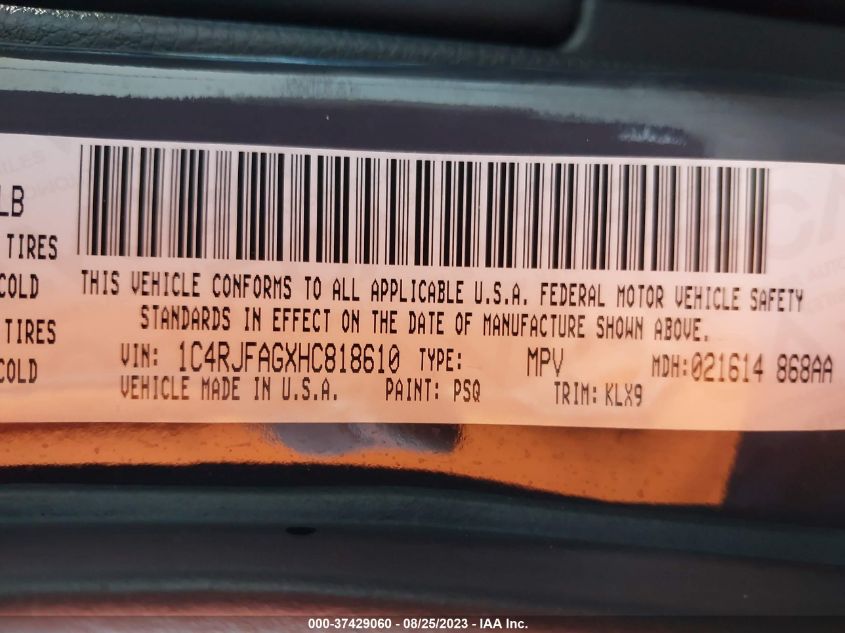 LB
TIRES
COLD
THIS VEHICLE CONFORMS TO ALL APPLICABLE U.S.A. FEDERAL MOTOR VEHICLE SAFETY
TIRES
STANDARDS IN EFFECT ON THE DATE OF MANUFACTURE SHOWN ABOVE.
COLD
VIN: 1C4RJFAGXHC818610 TYPE: MPV MDH:021614 868AA
VEHICLE MADE IN U.S.A. PAINT: PSQ TRIM: KLX9
000-37429060 - 08/25/2023 - IAA Inc.